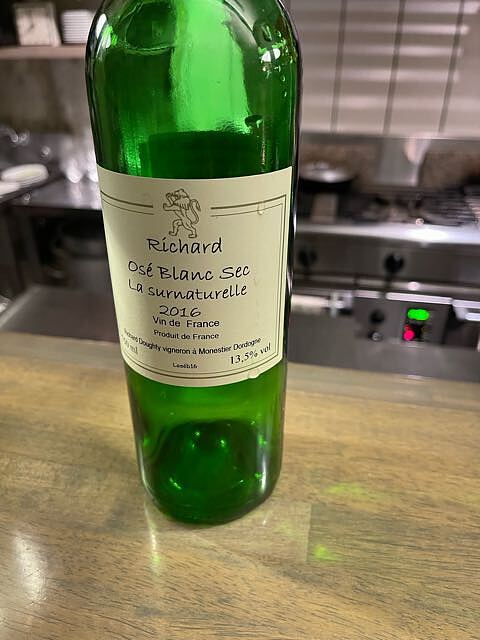 Richard
Osé Blanc Sec
La surnaturelle
2016
Vin de France
Produit de France
Richard Doughty vigneron à Monestier Dordogne
ml 13,5% vol